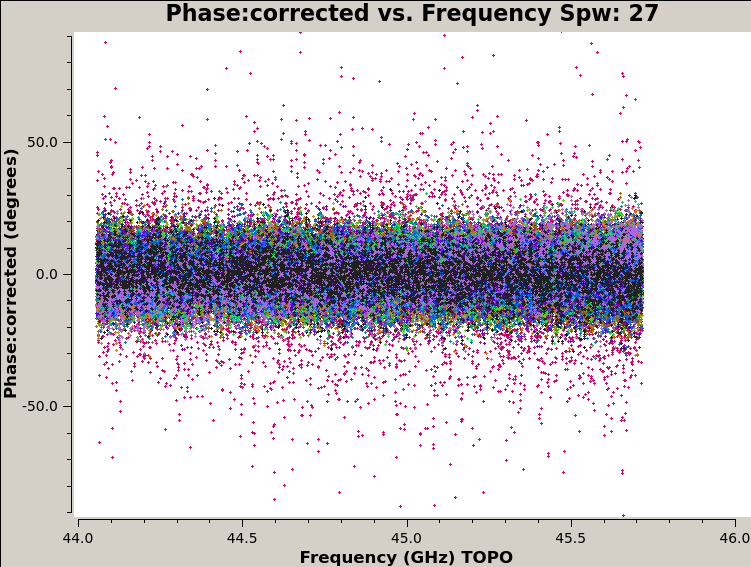 Phase:corrected vs. Frequency Spw: 27
Phase:corrected (degrees)
50.0
0.0
-50.0
44.0 44.5 45.0 45.5 46.0
Frequency (GHz) TOPO